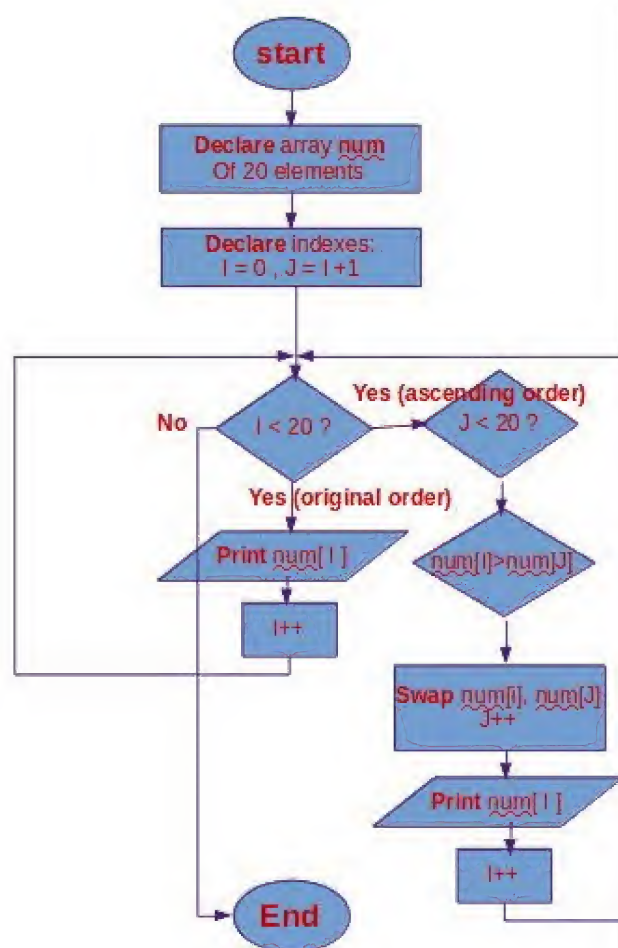 start
Declare array num
Of 20 elements
Declare indexes:
I = 0 , J = I +1
Yes (ascending order)
No
I < 20 ?
J < 20 ?
Yes (original order)
Print num[ I ]
num[I]>num[J]
I++
Swap num[i], num[J]
J++
Print num[ I ]
I++
End